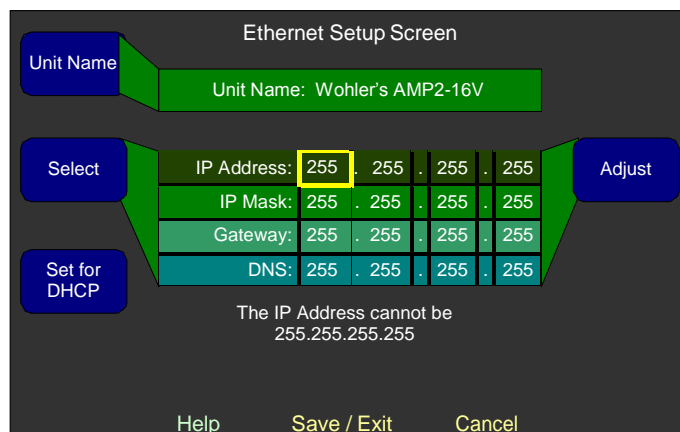 Ethernet Setup Screen
Unit Name
Unit Name: Wohler's AMP2-16V
Select
IP Address: 255 . 255 . 255 . 255
Adjust
IP Mask: 255 . 255 . 255 . 255
Gateway: 255 . 255 . 255 . 255
Set for
DHCP
DNS: 255 . 255 . 255 . 255
The IP Address cannot be
255.255.255.255
Help Save / Exit Cancel